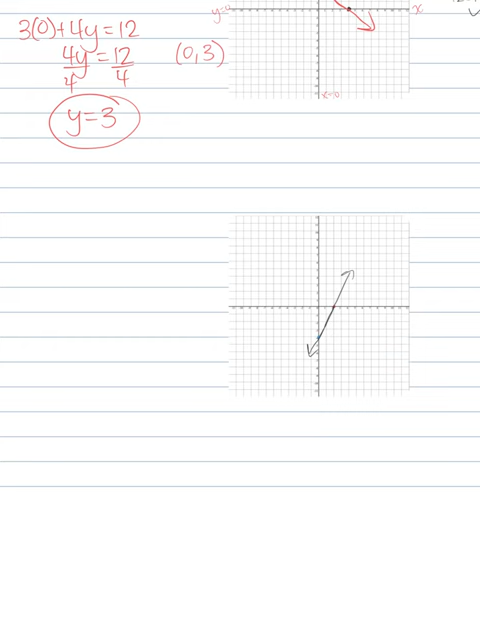 3(0)+4y=12
y=0 x
4y=12 (0,3)
4 4
x=0
y=3